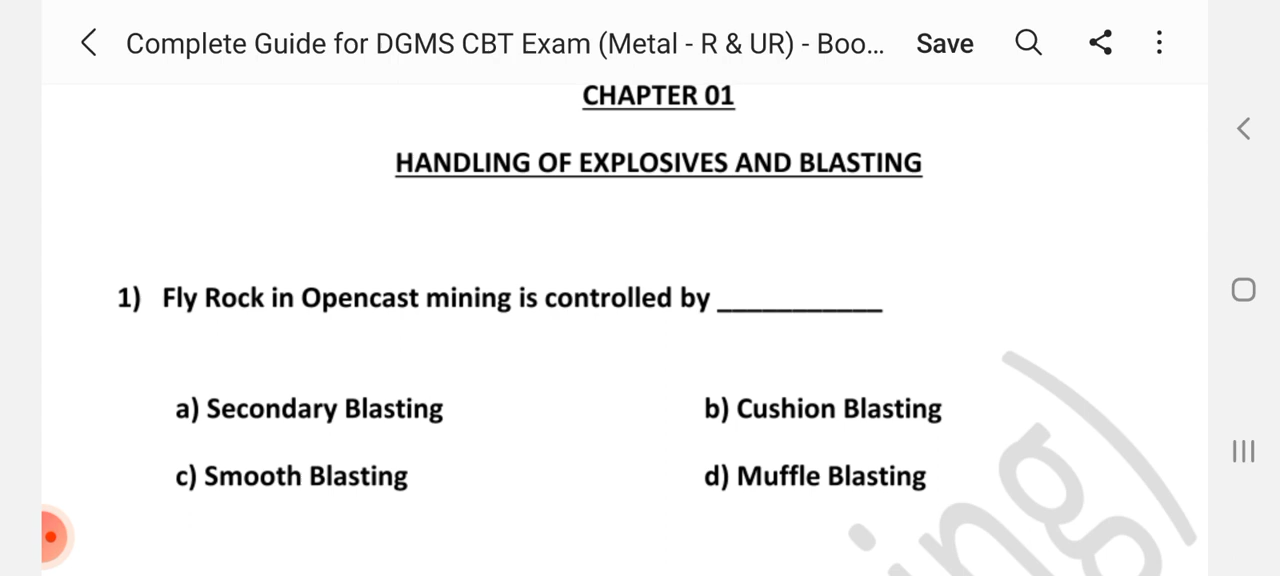 Complete Guide for DGMS CBT Exam (Metal - R & UR) - Boo... Save
CHAPTER 01
HANDLING OF EXPLOSIVES AND BLASTING
1) Fly Rock in Opencast mining is controlled by ___________
a) Secondary Blasting b) Cushion Blasting
c) Smooth Blasting d) Muffle Blasting
ing)